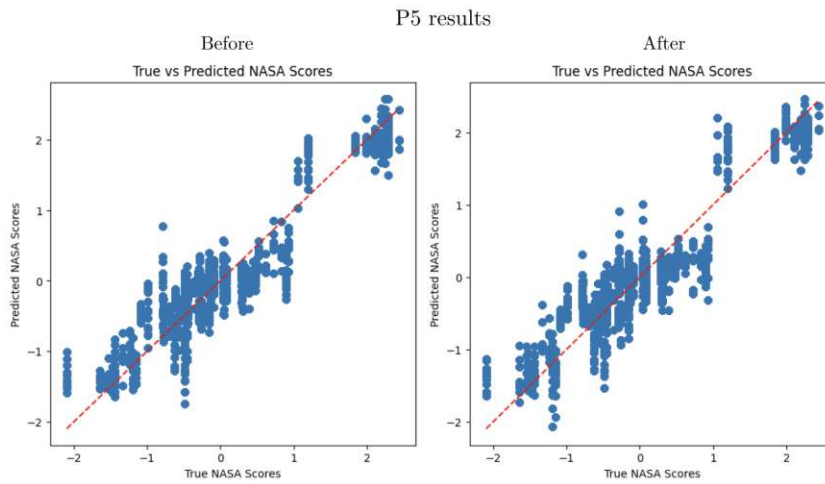 P5 results
Before
After
True vs Predicted NASA Scores
True vs Predicted NASA Scores
Predicted NASA Scores
2
1
0
−1
−2
−2
−1
0
1
2
True NASA Scores
Predicted NASA Scores
2
1
0
−1
−2
−2
−1
0
1
2
True NASA Scores